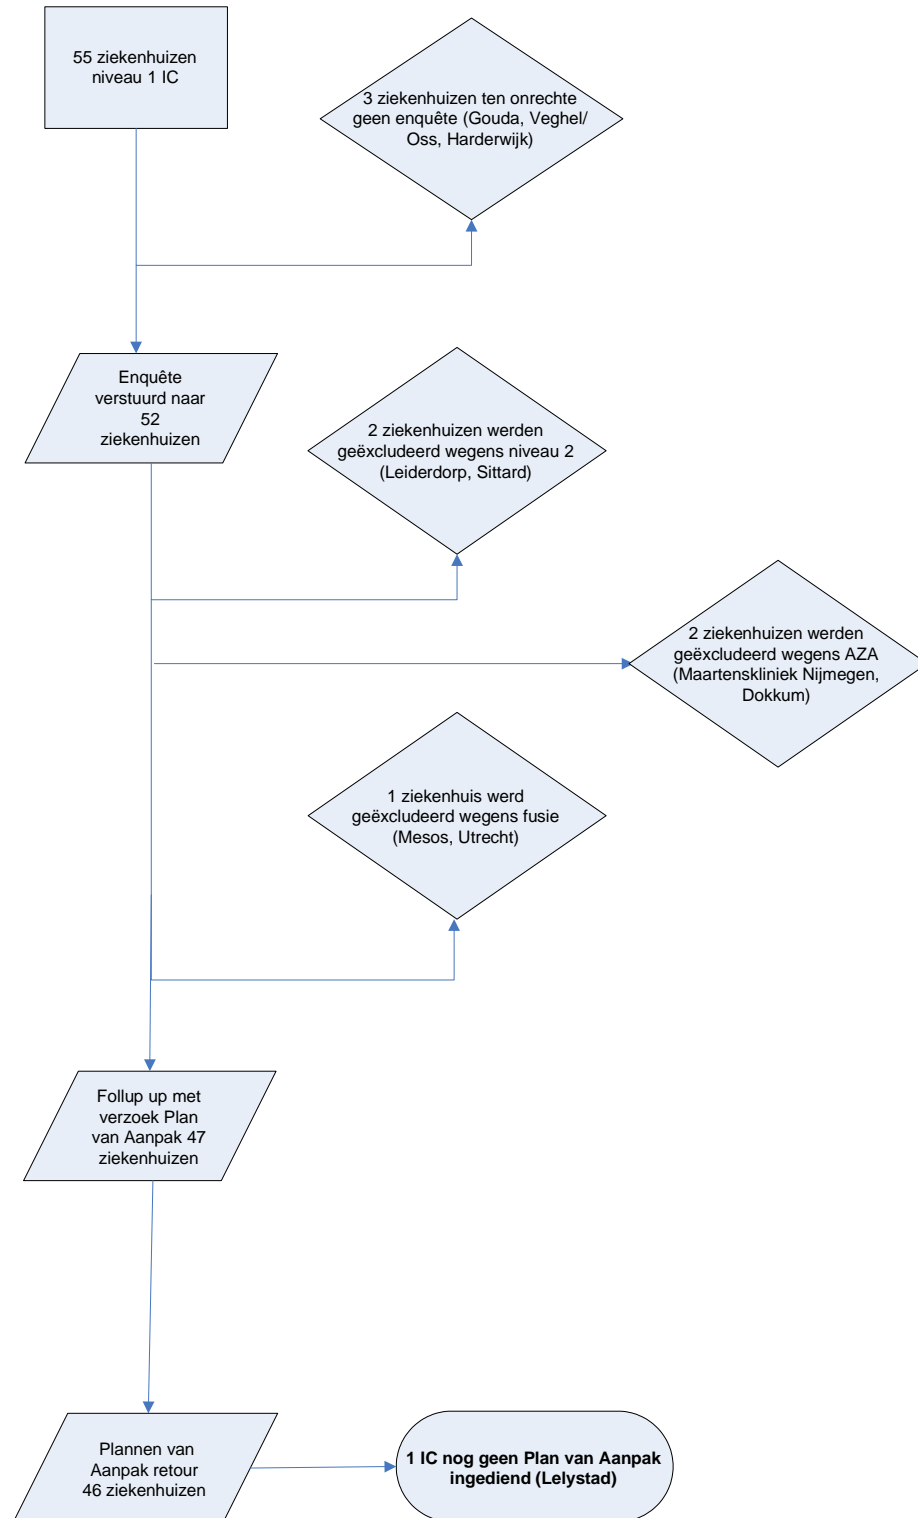 55 ziekenhuizen
niveau 1 IC
3 ziekenhuizen ten onrechte
geen enquête (Gouda, Veghel/
Oss, Harderwijk)
Enquête
verstuurd naar
52
ziekenhuizen
2 ziekenhuizen werden
geëxcludeerd wegens niveau 2
(Leiderdorp, Sittard)
2 ziekenhuizen werden
geëxcludeerd wegens AZA
(Maartenskliniek Nijmegen,
Dokkum)
1 ziekenhuis werd
geëxcludeerd wegens fusie
(Mesos, Utrecht)
Follup up met
verzoek Plan
van Aanpak 47
ziekenhuizen
Plannen van
Aanpak retour
46 ziekenhuizen
1 IC nog geen Plan van Aanpak
ingediend (Lelystad)